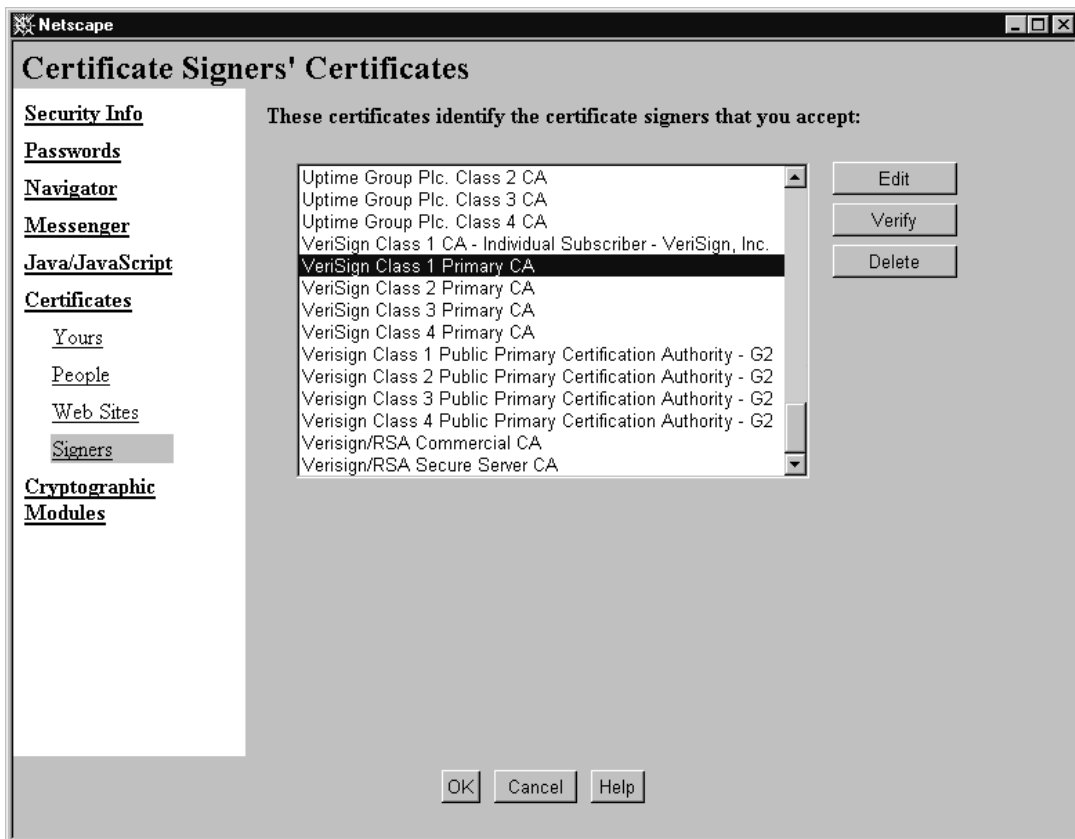 Netscape
Certificate Signers' Certificates
Security Info
Passwords
Navigator
Messenger
Java/JavaScript
Certificates
Yours
People
Web Sites
Signers
Cryptographic
Modules
These certificates identify the certificate signers that you accept:
Uptime Group Plc. Class 2 CA
Uptime Group Plc. Class 3 CA
Uptime Group Plc. Class 4 CA
VeriSign Class 1 CA - Individual Subscriber - VeriSign, Inc.
VeriSign Class 1 Primary CA
VeriSign Class 2 Primary CA
VeriSign Class 3 Primary CA
VeriSign Class 4 Primary CA
Verisign Class 1 Public Primary Certification Authority - G2
Verisign Class 2 Public Primary Certification Authority - G2
Verisign Class 3 Public Primary Certification Authority - G2
Verisign Class 4 Public Primary Certification Authority - G2
Verisign/RSA Commercial CA
Verisign/RSA Secure Server CA
Edit
Verify
Delete
OK Cancel Help